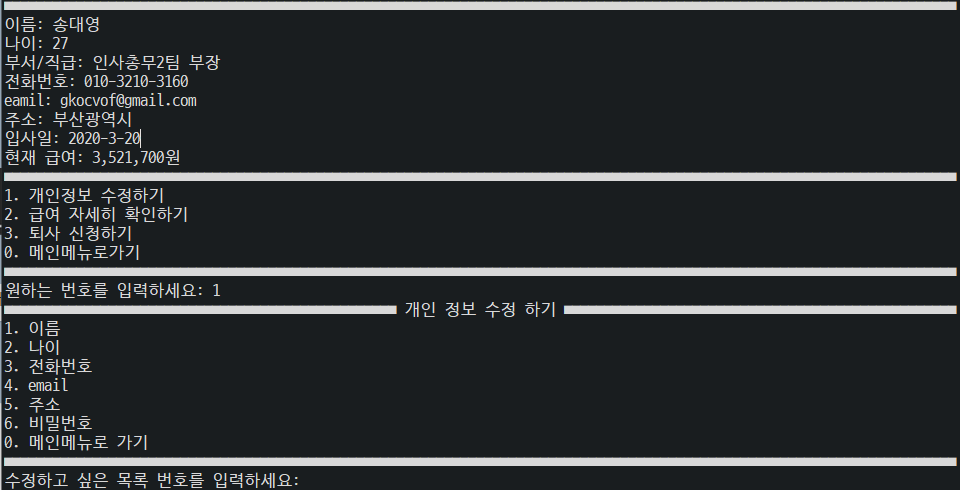 이름: 송대영
나이: 27
부서/직급: 인사총무2팀 부장
전화번호: 010-3210-3160
eamil: gkocvof@gmail.com
주소: 부산광역시
입사일: 2020-3-20
현재 급여: 3,521,700원
1. 개인정보 수정하기
2. 급여 자세히 확인하기
3. 퇴사 신청하기
0. 메인메뉴로가기
원하는 번호를 입력하세요: 1
개인 정보 수정 하기
1. 이름
2. 나이
3. 전화번호
4. email
5. 주소
6. 비밀번호
0. 메인메뉴로 가기
수정하고 싶은 목록 번호를 입력하세요: